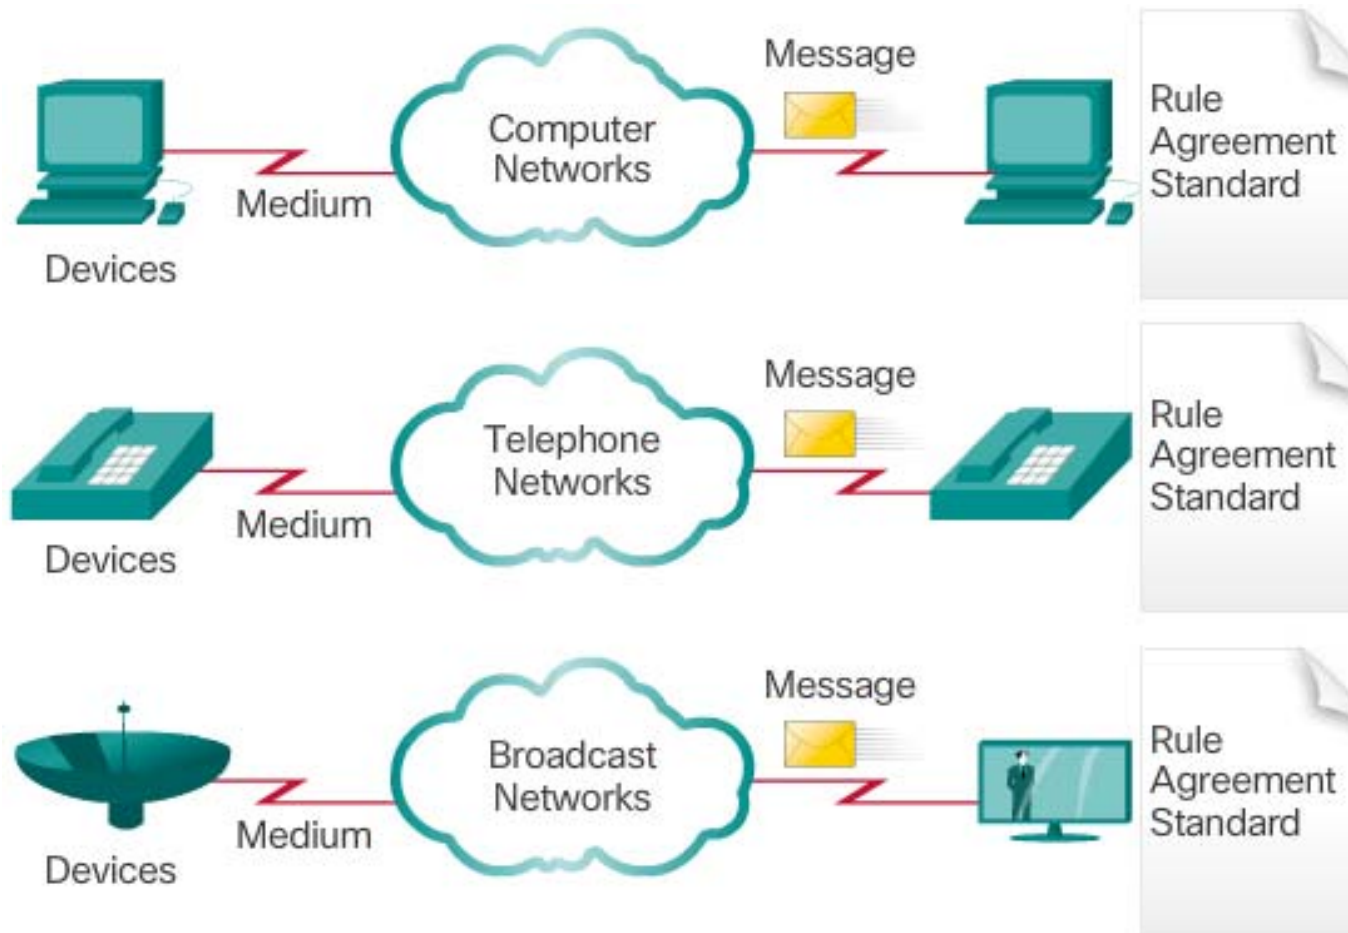 Message
Computer
Networks
Rule
Agreement
Standard
Medium
Devices
Message
Telephone
Networks
Rule
Agreement
Standard
Medium
Devices
Message
Broadcast
Networks
Rule
Agreement
Standard
Medium
Devices